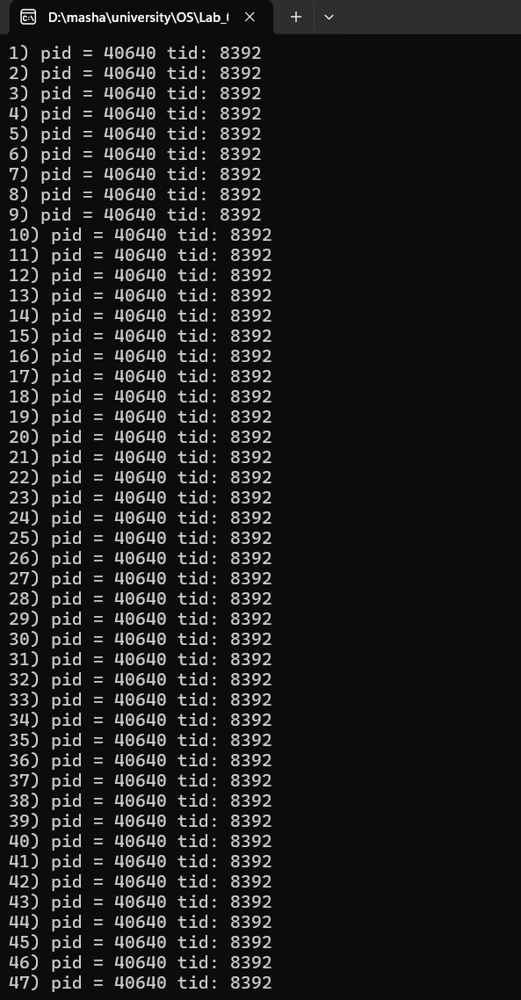 D:\masha\university\OS\Lab_
1) pid = 40640 tid: 8392
2) pid = 40640 tid: 8392
3) pid = 40640 tid: 8392
4) pid = 40640 tid: 8392
5) pid = 40640 tid: 8392
6) pid = 40640 tid: 8392
7) pid = 40640 tid: 8392
8) pid = 40640 tid: 8392
9) pid = 40640 tid: 8392
10) pid = 40640 tid: 8392
11) pid = 40640 tid: 8392
12) pid = 40640 tid: 8392
13) pid = 40640 tid: 8392
14) pid = 40640 tid: 8392
15) pid = 40640 tid: 8392
16) pid = 40640 tid: 8392
17) pid = 40640 tid: 8392
18) pid = 40640 tid: 8392
19) pid = 40640 tid: 8392
20) pid = 40640 tid: 8392
21) pid = 40640 tid: 8392
22) pid = 40640 tid: 8392
23) pid = 40640 tid: 8392
24) pid = 40640 tid: 8392
25) pid = 40640 tid: 8392
26) pid = 40640 tid: 8392
27) pid = 40640 tid: 8392
28) pid = 40640 tid: 8392
29) pid = 40640 tid: 8392
30) pid = 40640 tid: 8392
31) pid = 40640 tid: 8392
32) pid = 40640 tid: 8392
33) pid = 40640 tid: 8392
34) pid = 40640 tid: 8392
35) pid = 40640 tid: 8392
36) pid = 40640 tid: 8392
37) pid = 40640 tid: 8392
38) pid = 40640 tid: 8392
39) pid = 40640 tid: 8392
40) pid = 40640 tid: 8392
41) pid = 40640 tid: 8392
42) pid = 40640 tid: 8392
43) pid = 40640 tid: 8392
44) pid = 40640 tid: 8392
45) pid = 40640 tid: 8392
46) pid = 40640 tid: 8392
47) pid = 40640 tid: 8392